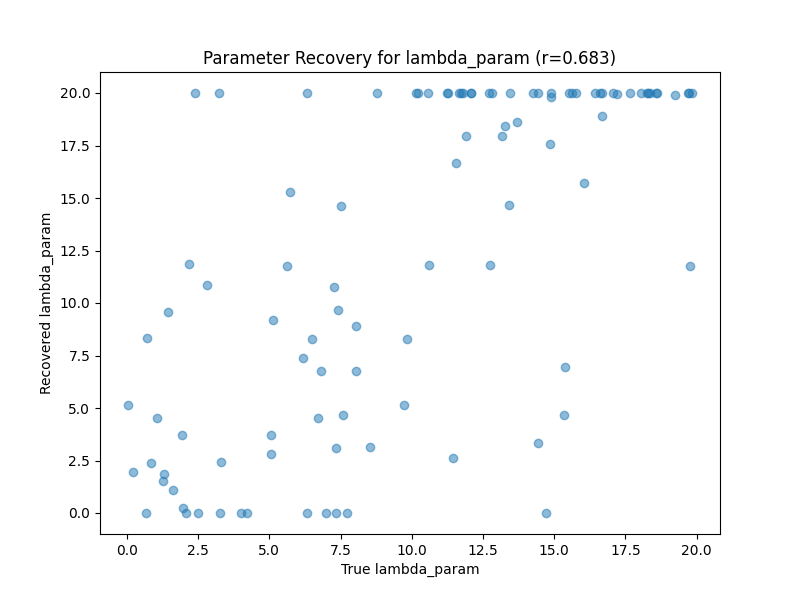 Parameter Recovery for lambda_param (r=0.683)
Recovered lambda_param
20.0
17.5
15.0
12.5
10.0
7.5
5.0
2.5
0.0
0.0 2.5 5.0 7.5 10.0 12.5 15.0 17.5 20.0
True lambda_param